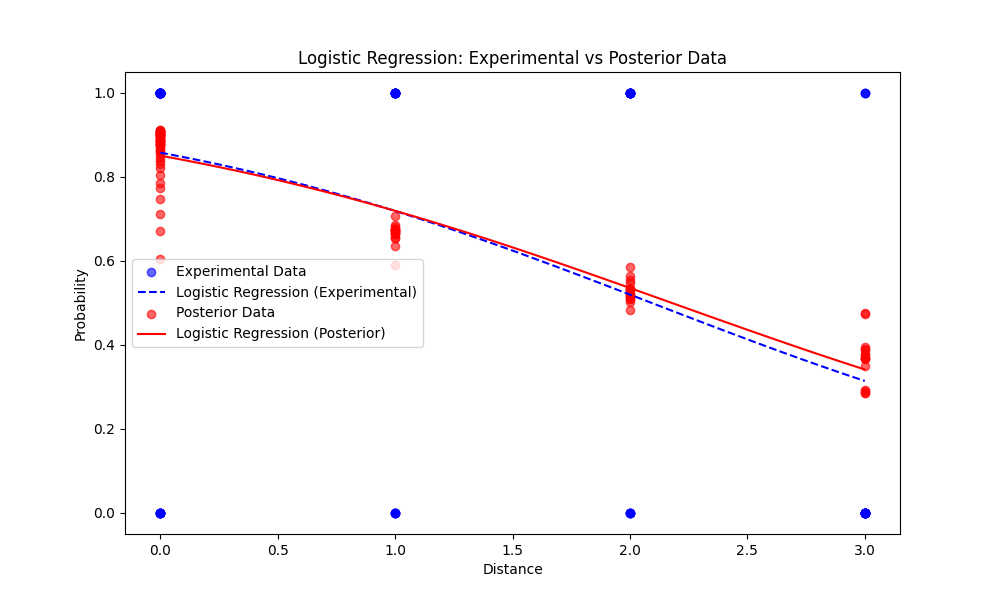 Logistic Regression: Experimental vs Posterior Data
1.0
0.8
0.6
0.4
0.2
0.0
Probability
Experimental Data
Logistic Regression (Experimental)
Posterior Data
Logistic Regression (Posterior)
0.0 0.5 1.0 1.5 2.0 2.5 3.0
Distance